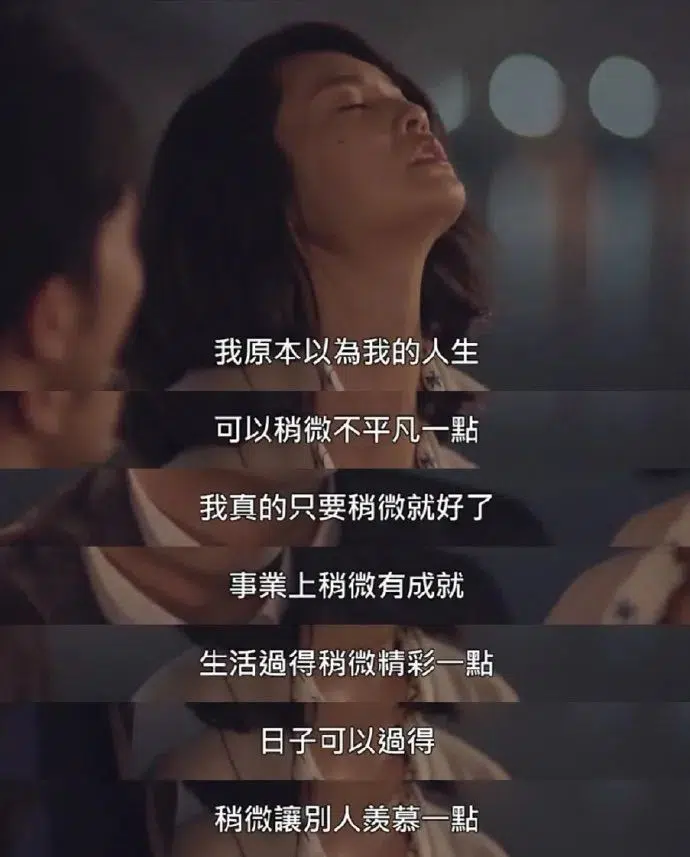 我原本以為我的人生
可以稍微不平凡一點
我真的只要稍微就好了
事業上稍微有成就
生活過得稍微精彩一點
日子可以過得
稍微讓別人羨慕一點